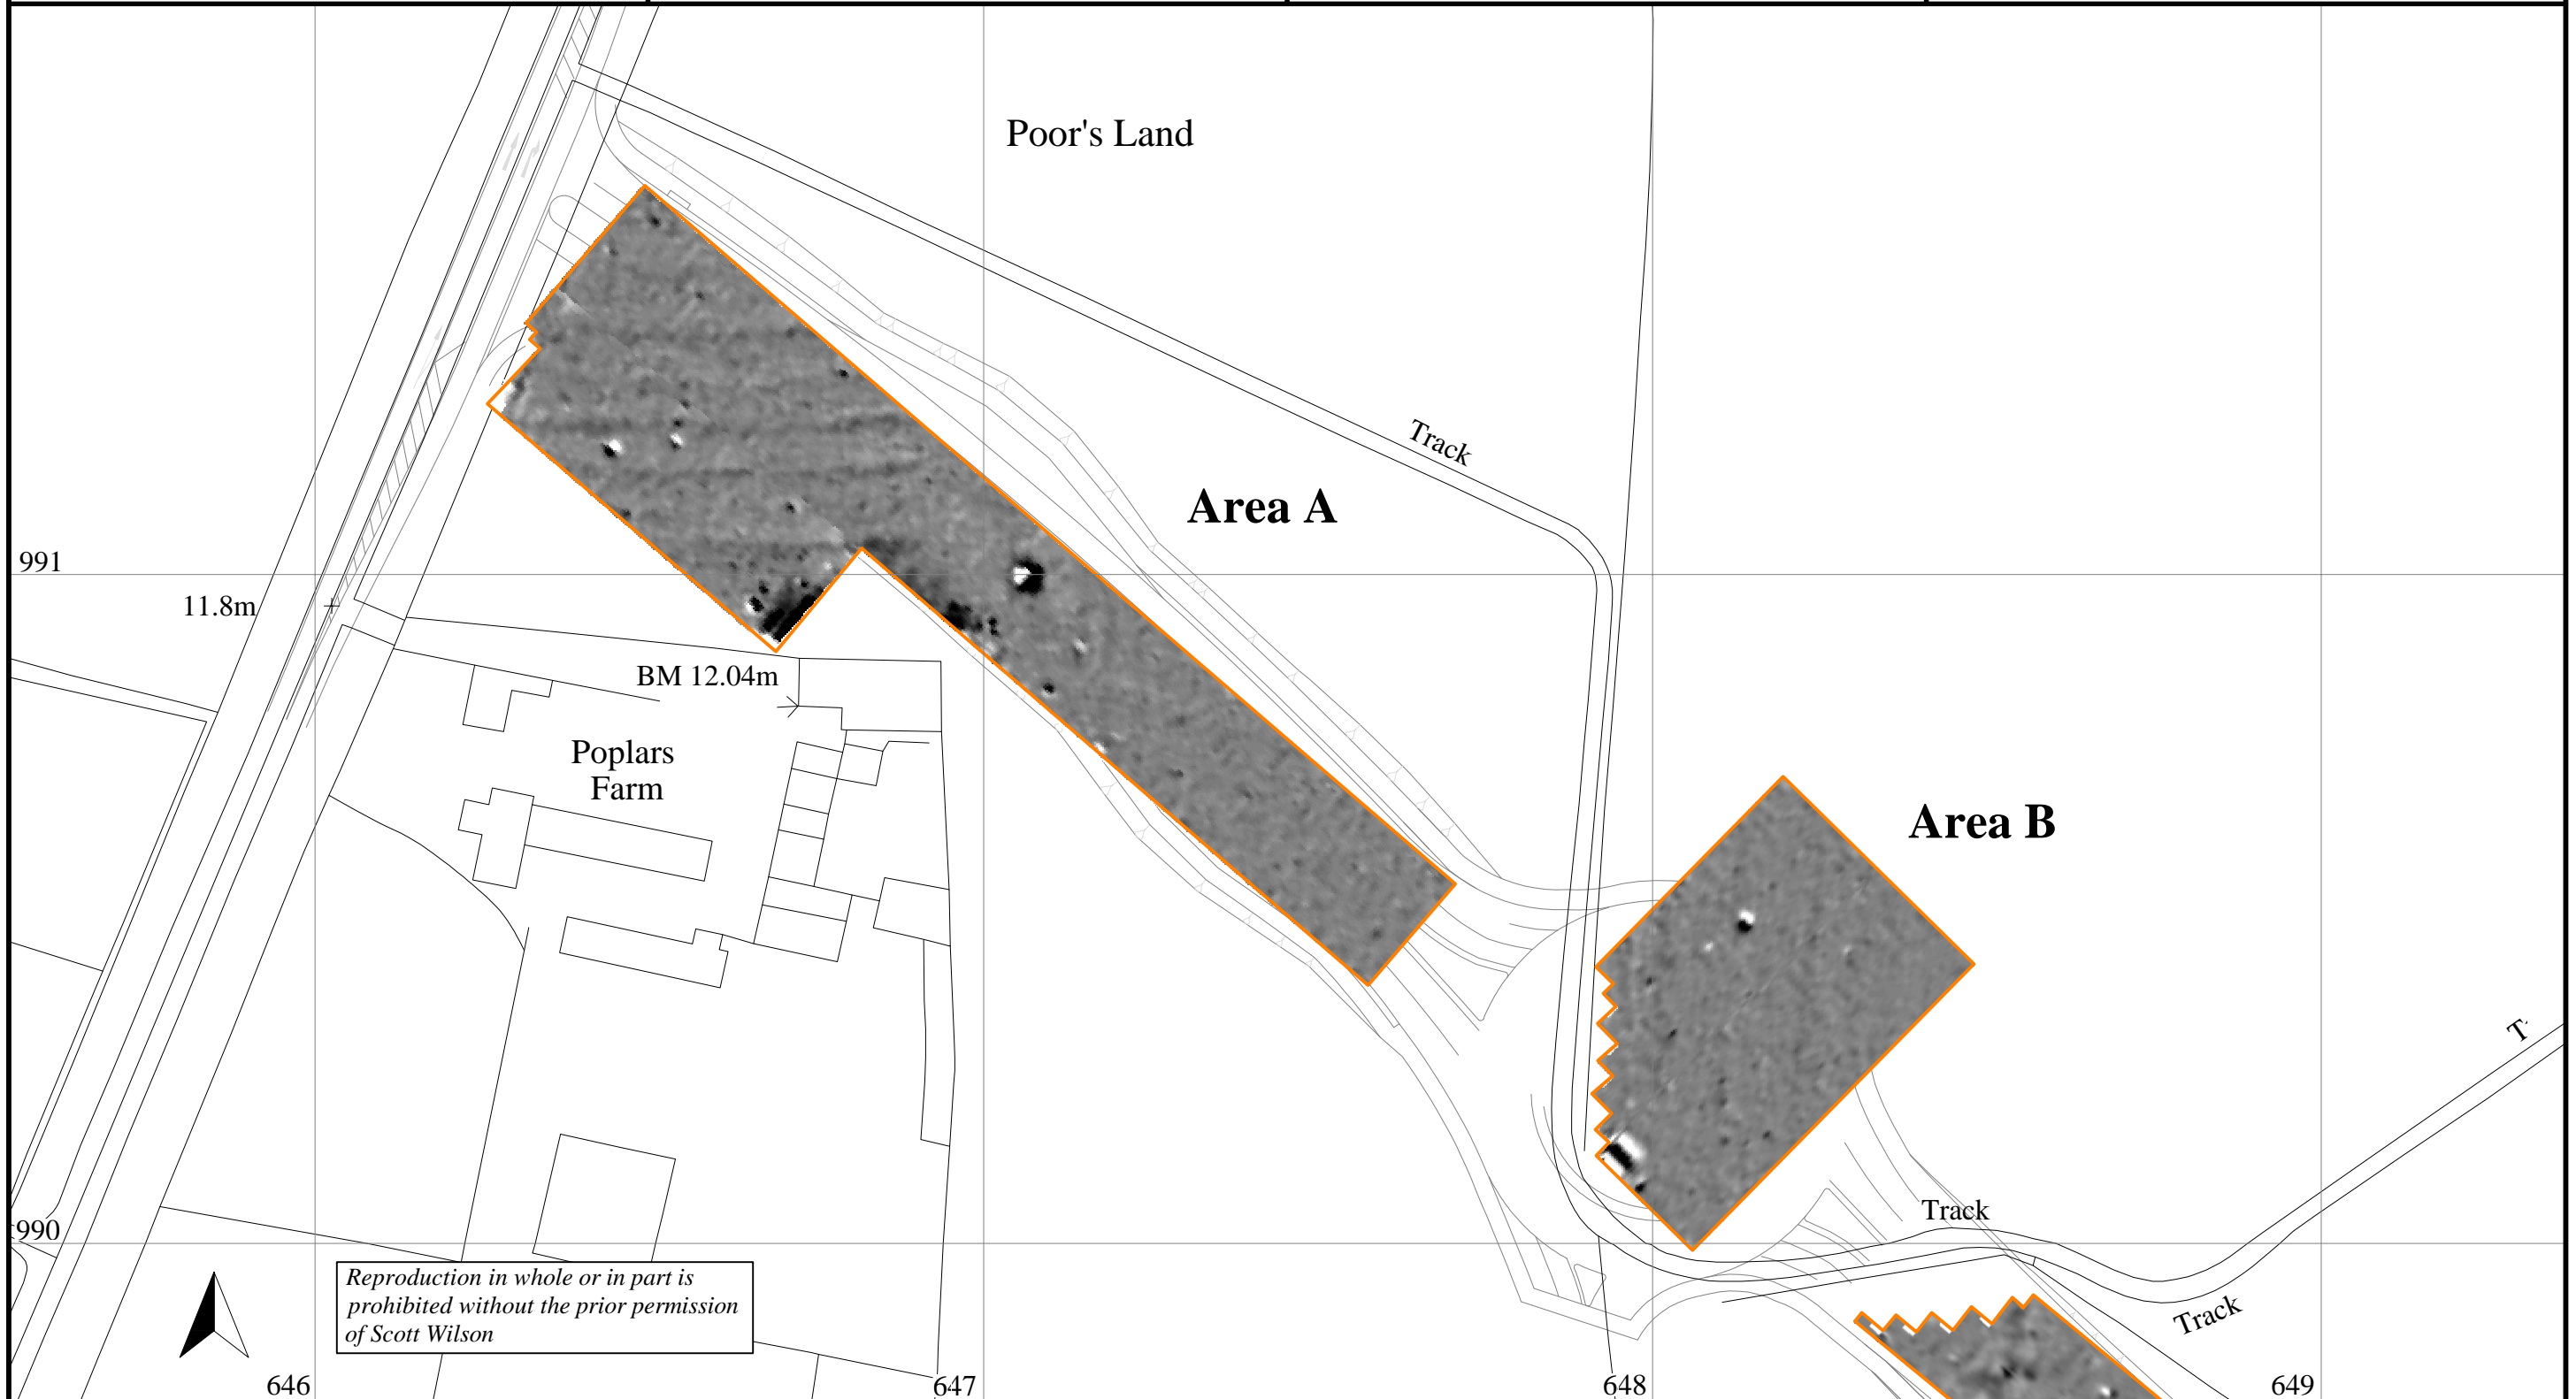 Poor's Land
Track
Area A
991
11.8m
BM 12.04m
Poplars
Farm
Area B
T
Track
990
Reproduction in whole or in part is
prohibited without the prior permission
of Scott Wilson
Track
646
647
648
649